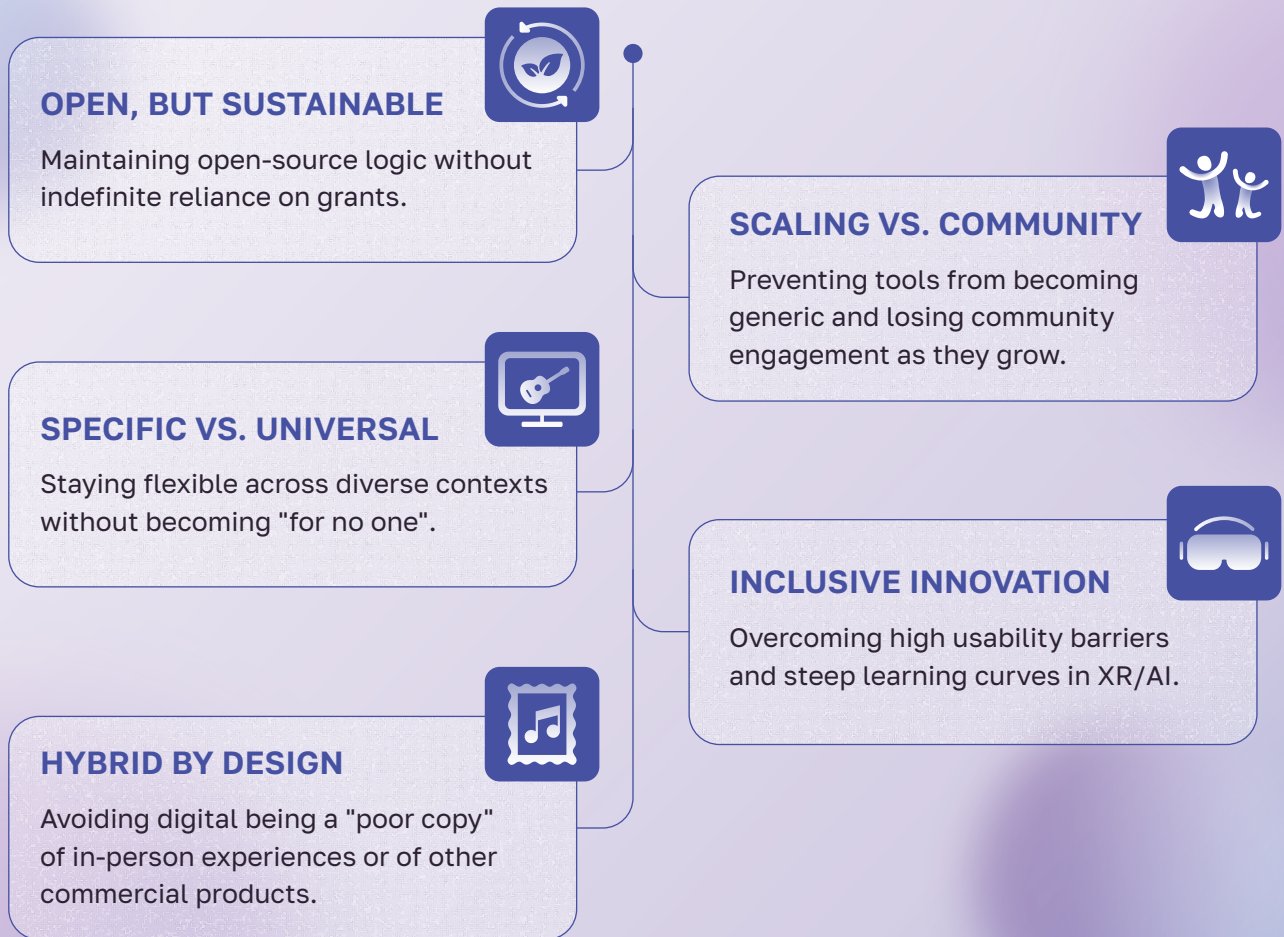 OPEN, BUT SUSTAINABLE
Maintaining open-source logic without
indefinite reliance on grants.
SCALING VS. COMMUNITY
Preventing tools from becoming
generic and losing community
engagement as they grow.
SPECIFIC VS. UNIVERSAL
Staying flexible across diverse contexts
without becoming "for no one".
INCLUSIVE INNOVATION
Overcoming high usability barriers
and steep learning curves in XR/AI.
HYBRID BY DESIGN
Avoiding digital being a "poor copy"
of in-person experiences or of other
commercial products.